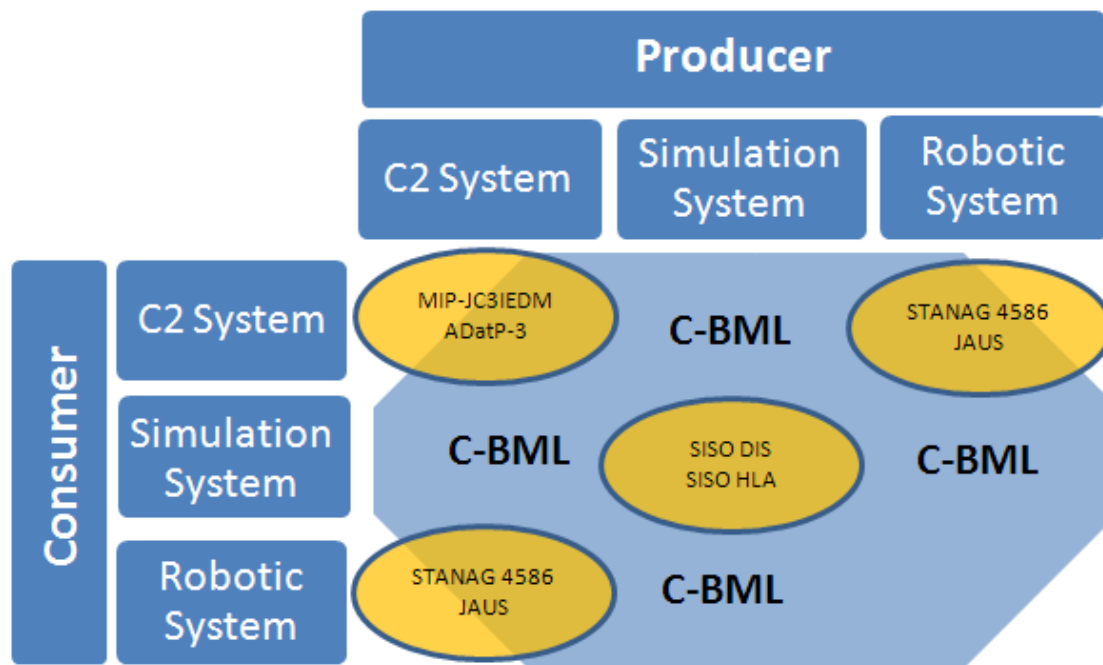 Producer
C2 System
Simulation
System
Robotic
System
Consumer
C2 System
MIP-JC3IEDM
ADatP-3
C-BML
STANAG 4586
JAUS
Simulation
System
C-BML
SISO DIS
SISO HLA
C-BML
Robotic
System
STANAG 4586
JAUS
C-BML